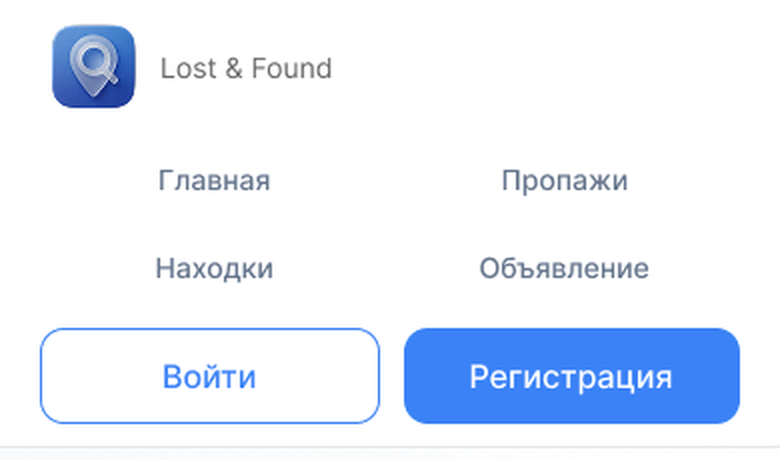 Lost & Found
Главная Пропажи
Находки Объявление
Войти Регистрация